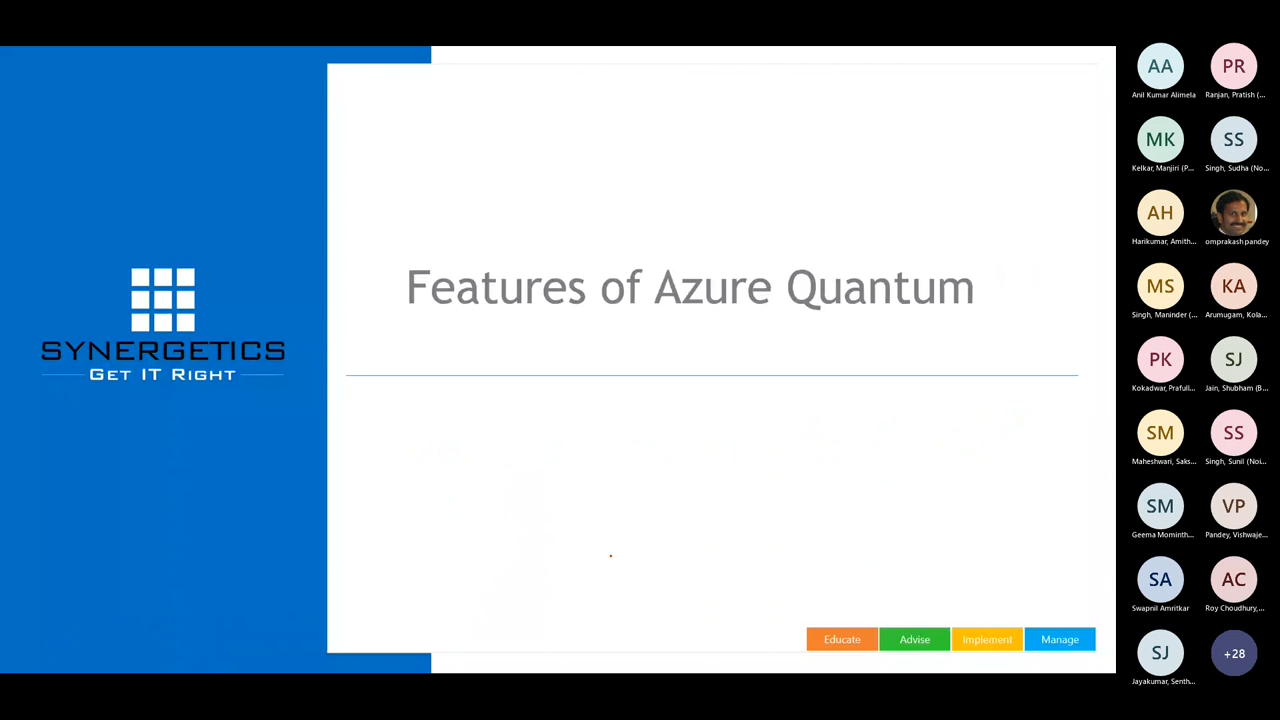 Features of Azure Quantum
SYNERGETICS
GET IT RIGHT
Educate
Advise
Implement
Manage
AA
Anil Kumar Alimela
PR
Ranjan, Pratish (...
MK
Kelkar, Manjiri (P...
SS
Singh, Sudha (No...
AH
Harikumar, Amith...
omprakash pandey
MS
Singh, Maninder (...
KA
Arumugam, Kola...
PK
Kokadwar, Prafull...
SJ
Jain, Shubham (B...
SM
Maheshwari, Saks...
SS
Singh, Sunil (Noi...
SM
Geema Mominth...
VP
Pandey, Vishwaje...
SA
Swapnil Amritkar
AC
Roy Choudhury,...
SJ
Jayakumar, Senth...
+28